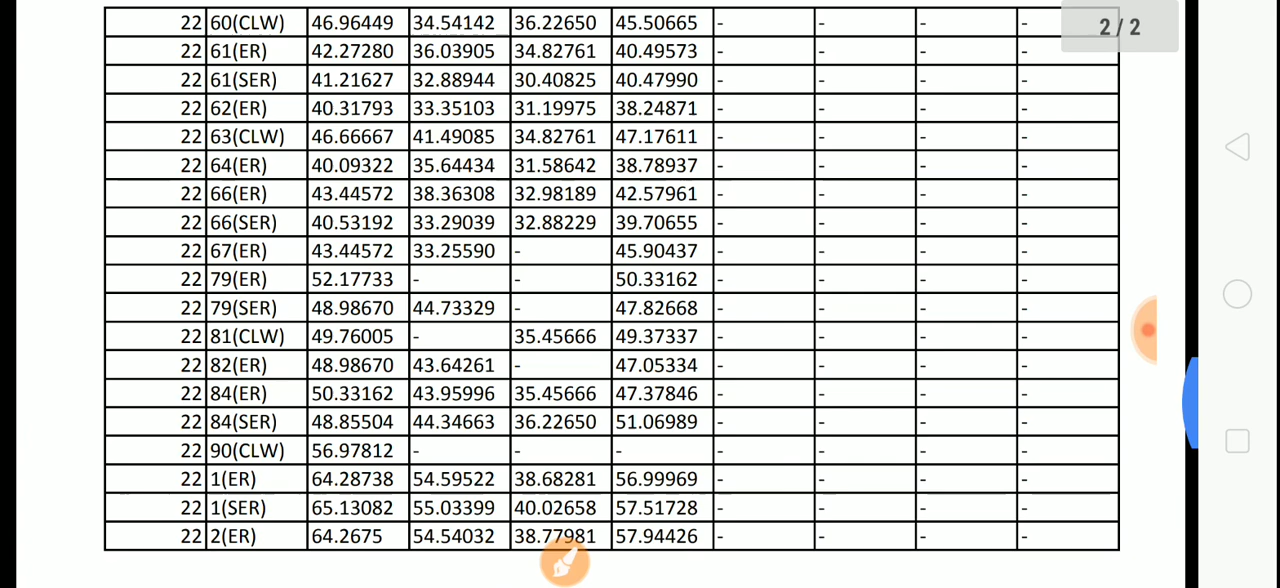 22 60(CLW) 46.96449 34.54142 36.22650 45.50665 - - - -
2 / 2
22 61(ER) 42.27280 36.03905 34.82761 40.49573 - - - -
22 61(SER) 41.21627 32.88944 30.40825 40.47990 - - - -
22 62(ER) 40.31793 33.35103 31.19975 38.24871 - - - -
22 63(CLW) 46.66667 41.49085 34.82761 47.17611 - - - -
22 64(ER) 40.09322 35.64434 31.58642 38.78937 - - - -
22 66(ER) 43.44572 38.36308 32.98189 42.57961 - - - -
22 66(SER) 40.53192 33.29039 32.88229 39.70655 - - - -
22 67(ER) 43.44572 33.25590 - 45.90437 - - - -
22 79(ER) 52.17733 - - 50.33162 - - - -
22 79(SER) 48.98670 44.73329 - 47.82668 - - - -
22 81(CLW) 49.76005 - 35.45666 49.37337 - - - -
22 82(ER) 48.98670 43.64261 - 47.05334 - - - -
22 84(ER) 50.33162 43.95996 35.45666 47.37846 - - - -
22 84(SER) 48.85504 44.34663 36.22650 51.06989 - - - -
22 90(CLW) 56.97812 - - - - - - -
22 1(ER) 64.28738 54.59522 38.68281 56.99969 - - - -
22 1(SER) 65.13082 55.03399 40.02658 57.51728 - - - -
22 2(ER) 64.2675 54.54032 38.77981 57.94426 - - - -